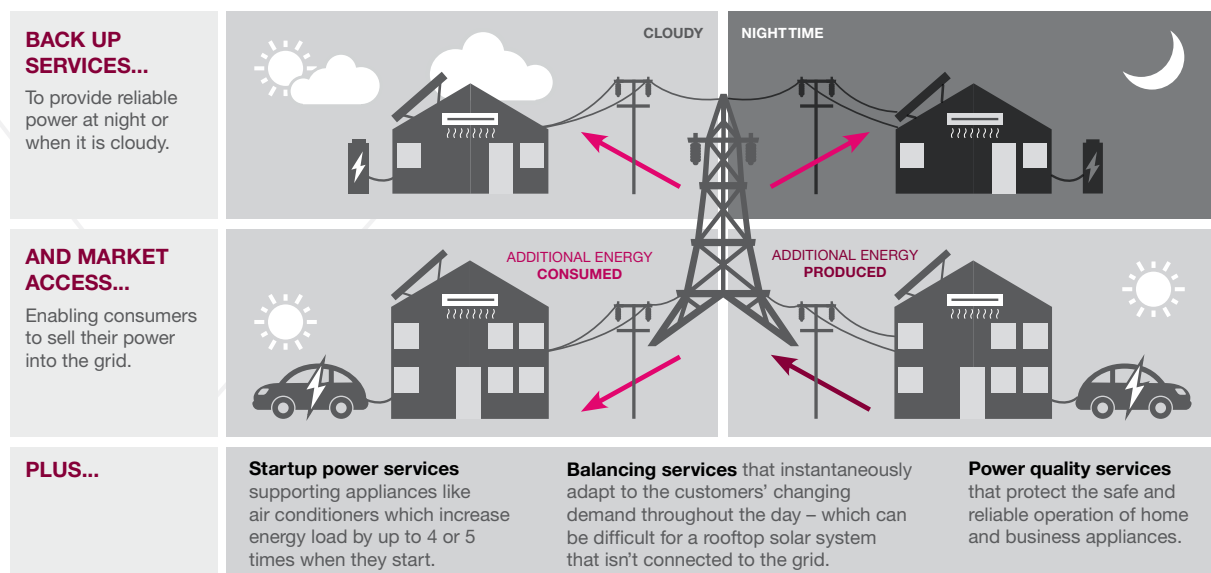 BACK UP
SERVICES...
To provide reliable
power at night or
when it is cloudy.
CLOUDY
NIGHT TIME
AND MARKET
ACCESS...
Enabling consumers
to sell their power
into the grid.
ADDITIONAL ENERGY
CONSUMED
ADDITIONAL ENERGY
PRODUCED
PLUS...
Startup power services
supporting appliances like
air conditioners which increase
energy load by up to 4 or 5
times when they start.
Balancing services that instantaneously
adapt to the customers’ changing
demand throughout the day – which can
be difficult for a rooftop solar system
that isn’t connected to the grid.
Power quality services
that protect the safe and
reliable operation of home
and business appliances.